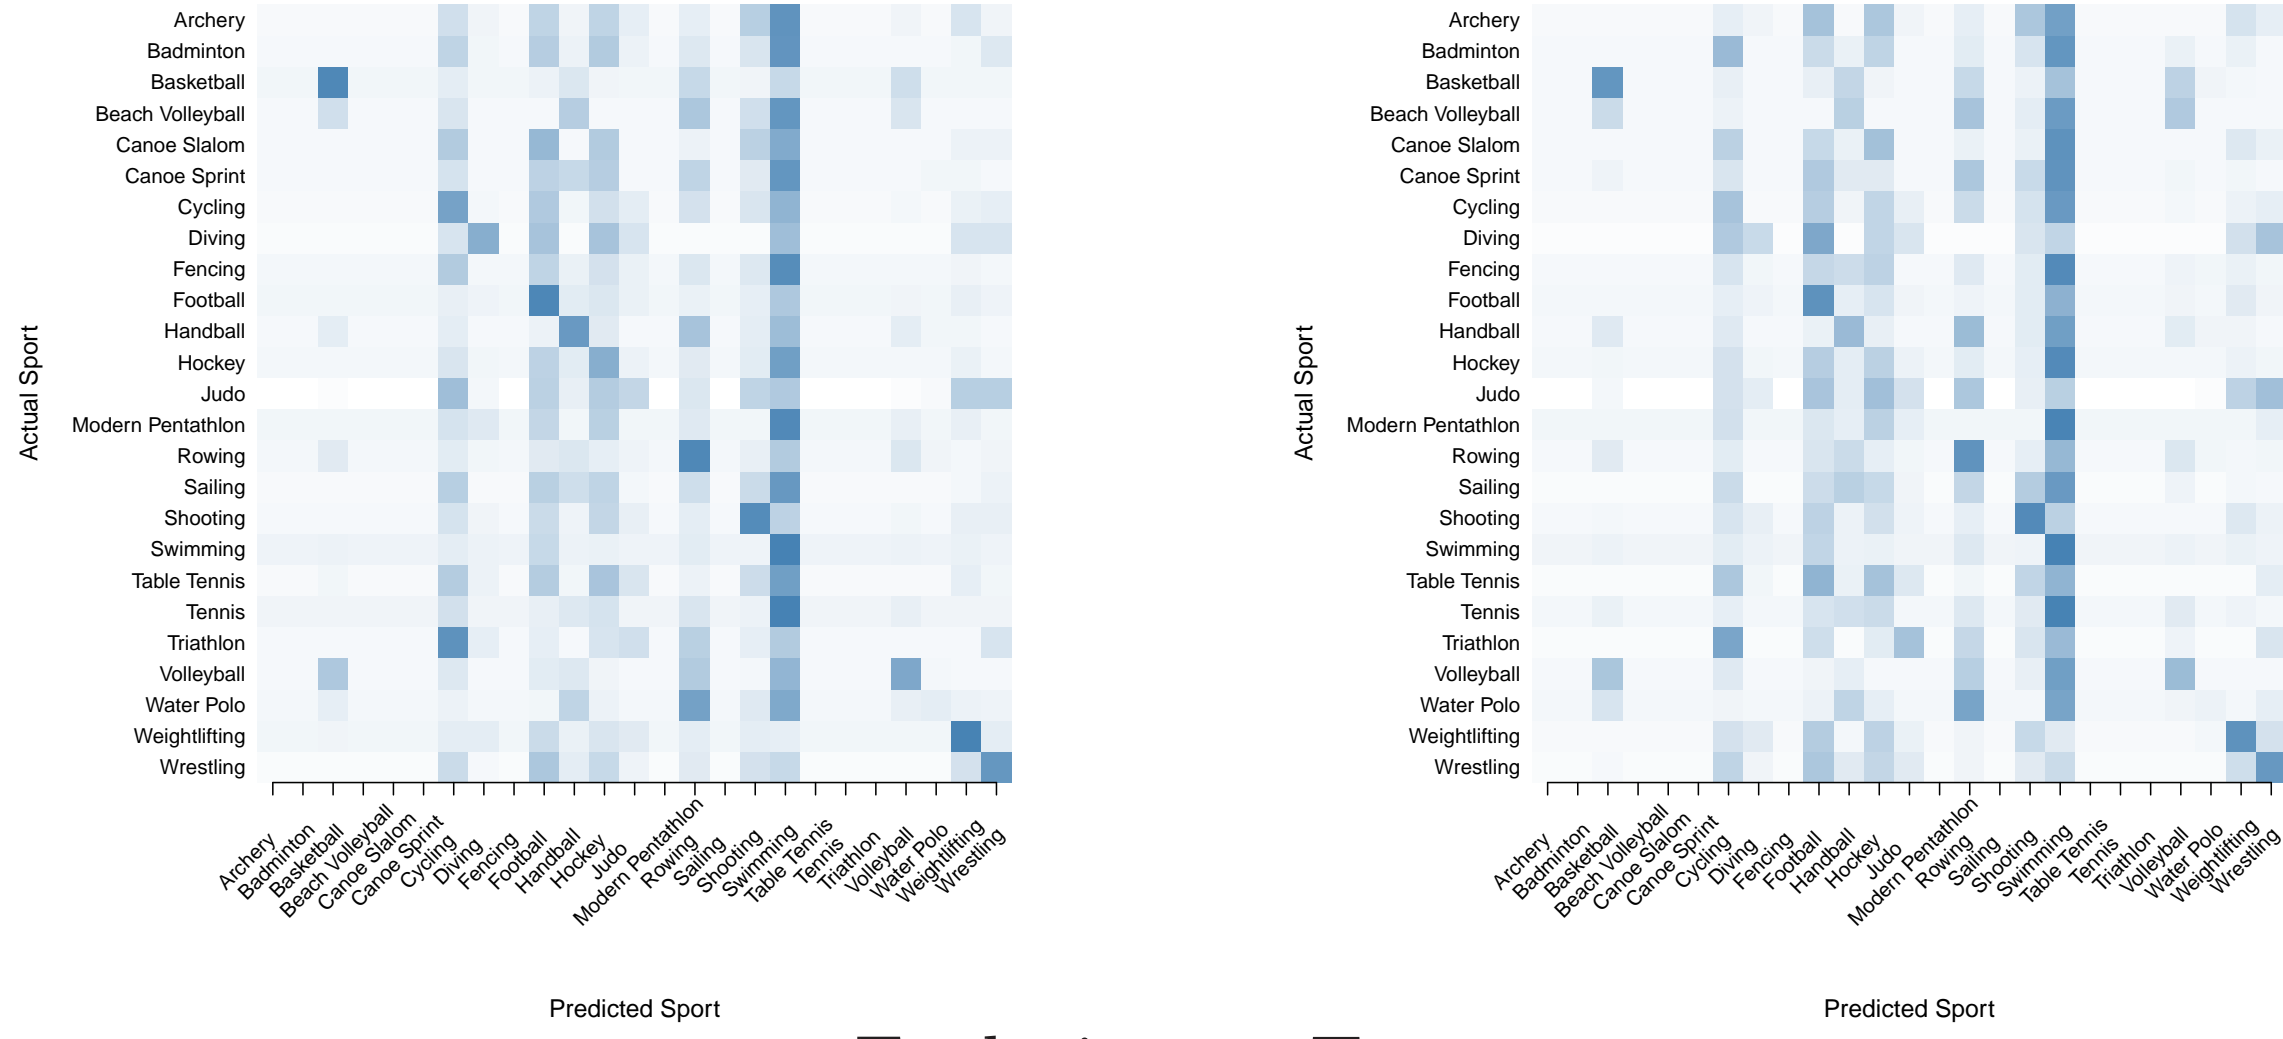 Archery
Badminton
Basketball
Beach Volleyball
Canoe Slalom
Canoe Sprint
Cycling
Diving
Fencing
Football
Handball
Hockey
Judo
Modern Pentathlon
Rowing
Sailing
Shooting
Swimming
Table Tennis
Tennis
Triathlon
Volleyball
Water Polo
Weightlifting
Wrestling
Actual Sport
Archery
Badminton
Basketball
Beach Volleyball
Canoe Slalom
Canoe Sprint
Cycling
Diving
Fencing
Football
Handball
Hockey
Judo
Modern Pentathlon
Rowing
Sailing
Shooting
Swimming
Table Tennis
Tennis
Triathlon
Volleyball
Water Polo
Weightlifting
Wrestling
Predicted Sport
Archery
Badminton
Basketball
Beach Volleyball
Canoe Slalom
Canoe Sprint
Cycling
Diving
Fencing
Football
Handball
Hockey
Judo
Modern Pentathlon
Rowing
Sailing
Shooting
Swimming
Table Tennis
Tennis
Triathlon
Volleyball
Water Polo
Weightlifting
Wrestling
Actual Sport
Archery
Badminton
Basketball
Beach Volleyball
Canoe Slalom
Canoe Sprint
Cycling
Diving
Fencing
Football
Handball
Hockey
Judo
Modern Pentathlon
Rowing
Sailing
Shooting
Swimming
Table Tennis
Tennis
Triathlon
Volleyball
Water Polo
Weightlifting
Wrestling
Predicted Sport